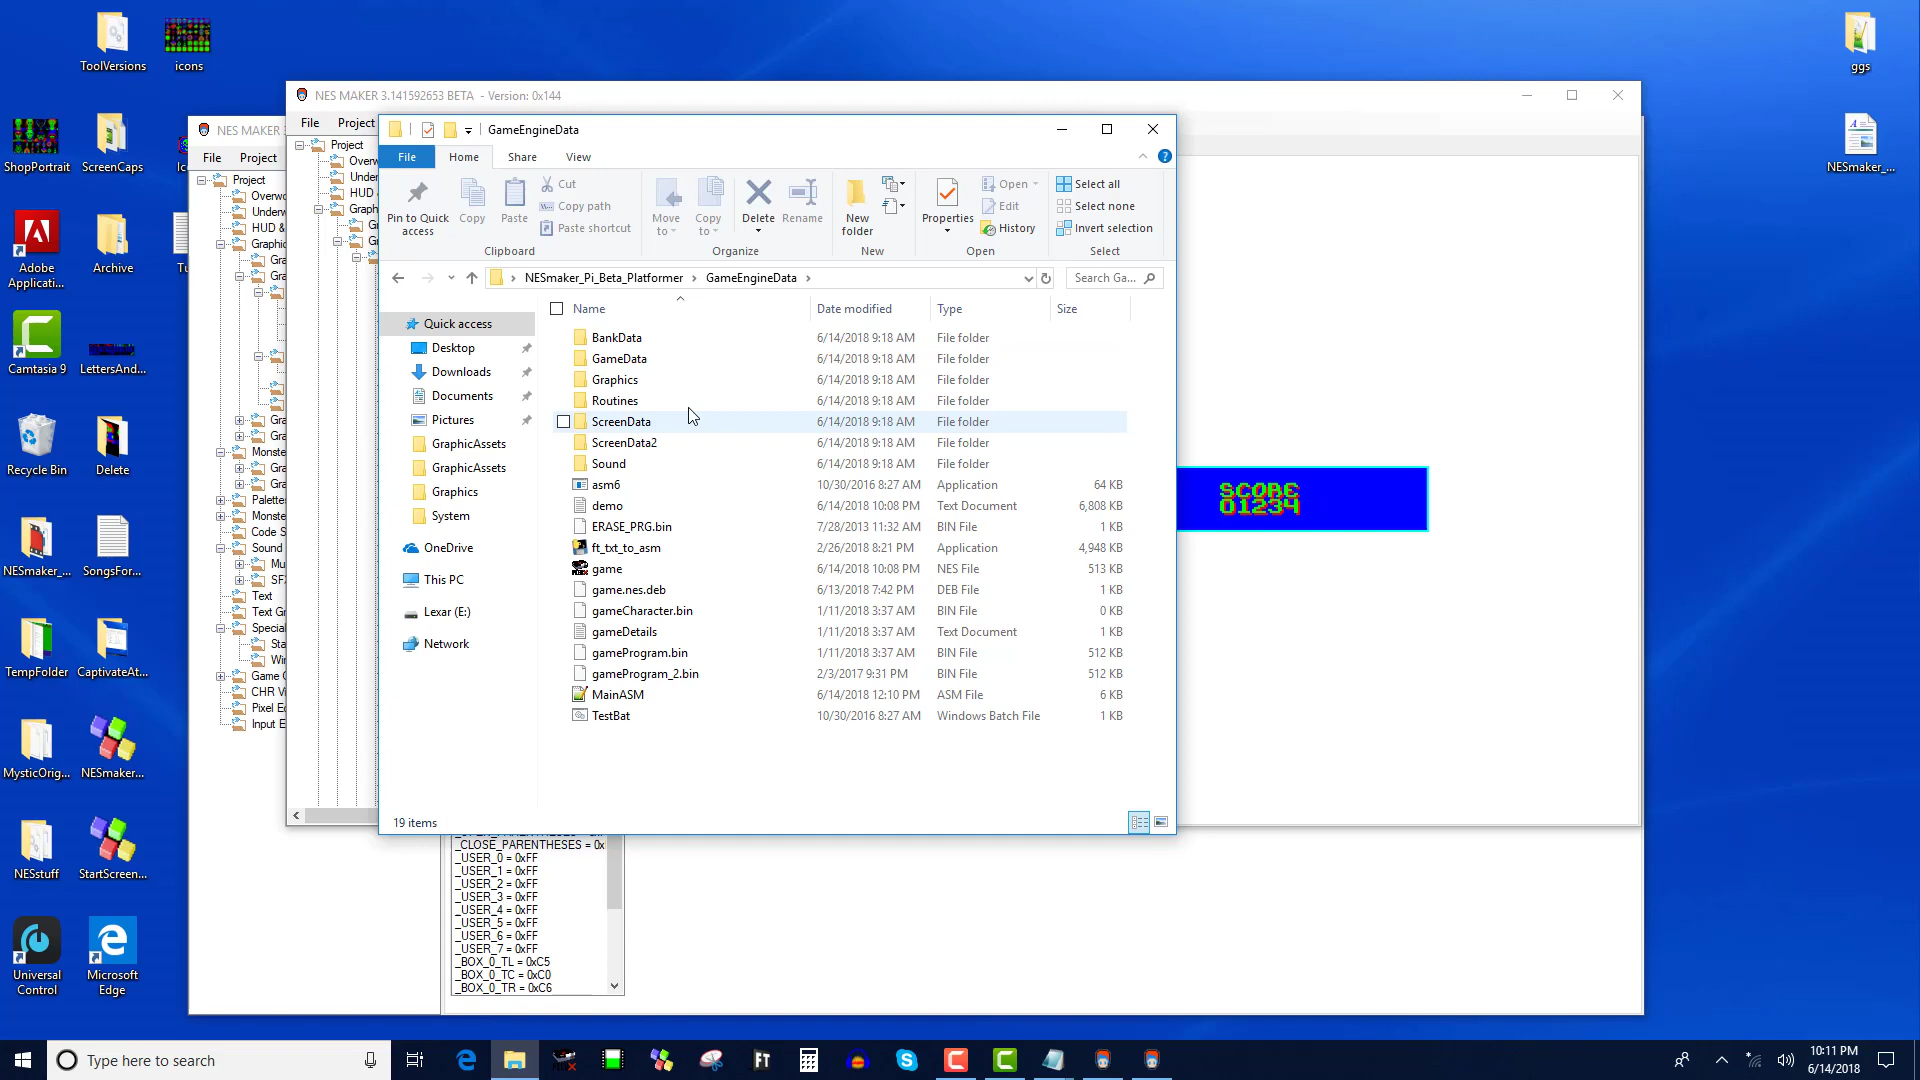 ToolVersions
icons
ggs
ShopPortrait
ScreenCaps
NESmaker_...
Adobe
Applicati...
Archive
Camtasia 9
LettersAnd...
Recycle Bin
Delete
NESmaker_...
SongsFor...
TempFolder
CaptivateAt...
MysticOrig...
NESmaker...
NESstuff
StartScreen...
Universal
Control
Microsoft
Edge
NES MAKER 3.141592653 BETA - Version: 0x144
File
Project
Project
NES MAKER 3
File
Project
Project
HUD &
Text
GameEngineData
File
Home
Share
View
Pin to Quick
access
Copy
Paste
Cut
Copy path
Paste shortcut
Clipboard
Move
to
Copy
to
Delete
Rename
Organize
New
folder
New
Properties
Open
Edit
History
Open
Select all
Select none
Invert selection
Select
NESmaker_Pi_Beta_Platformer
GameEngineData
Search Ga...
Name
Date modified
Type
Size
Quick access
Desktop
Downloads
Documents
Pictures
GraphicAssets
GraphicAssets
Graphics
System
OneDrive
This PC
Lexar (E:)
Network
BankData 6/14/2018 9:18 AM File folder
GameData 6/14/2018 9:18 AM File folder
Graphics 6/14/2018 9:18 AM File folder
Routines 6/14/2018 9:18 AM File folder
ScreenData 6/14/2018 9:18 AM File folder
ScreenData2 6/14/2018 9:18 AM File folder
Sound 6/14/2018 9:18 AM File folder
asm6 10/30/2016 8:27 AM Application 64 KB
demo 6/14/2018 10:08 PM Text Document 6,808 KB
ERASE_PRG.bin 7/28/2013 11:32 AM BIN File 1 KB
ft_txt_to_asm 2/26/2018 8:21 PM Application 4,948 KB
game 6/14/2018 10:08 PM NES File 513 KB
game.nes.deb 6/13/2018 7:42 PM DEB File 1 KB
gameCharacter.bin 1/11/2018 3:37 AM BIN File 0 KB
gameDetails 1/11/2018 3:37 AM Text Document 1 KB
gameProgram.bin 1/11/2018 3:37 AM BIN File 512 KB
gameProgram_2.bin 2/3/2017 9:31 PM BIN File 512 KB
MainASM 6/14/2018 12:10 PM ASM File 6 KB
TestBat 10/30/2016 8:27 AM Windows Batch File 1 KB
19 items
SCORE
01234
_CLOSE_PARENTHESES = 0x
_USER_0 = 0xFF
_USER_1 = 0xFF
_USER_2 = 0xFF
_USER_3 = 0xFF
_USER_4 = 0xFF
_USER_5 = 0xFF
_USER_6 = 0xFF
_USER_7 = 0xFF
_BOX_0_TL = 0xC5
_BOX_0_TC = 0xC0
_BOX_0_TR = 0xC6
Type here to search
10:11 PM
6/14/2018